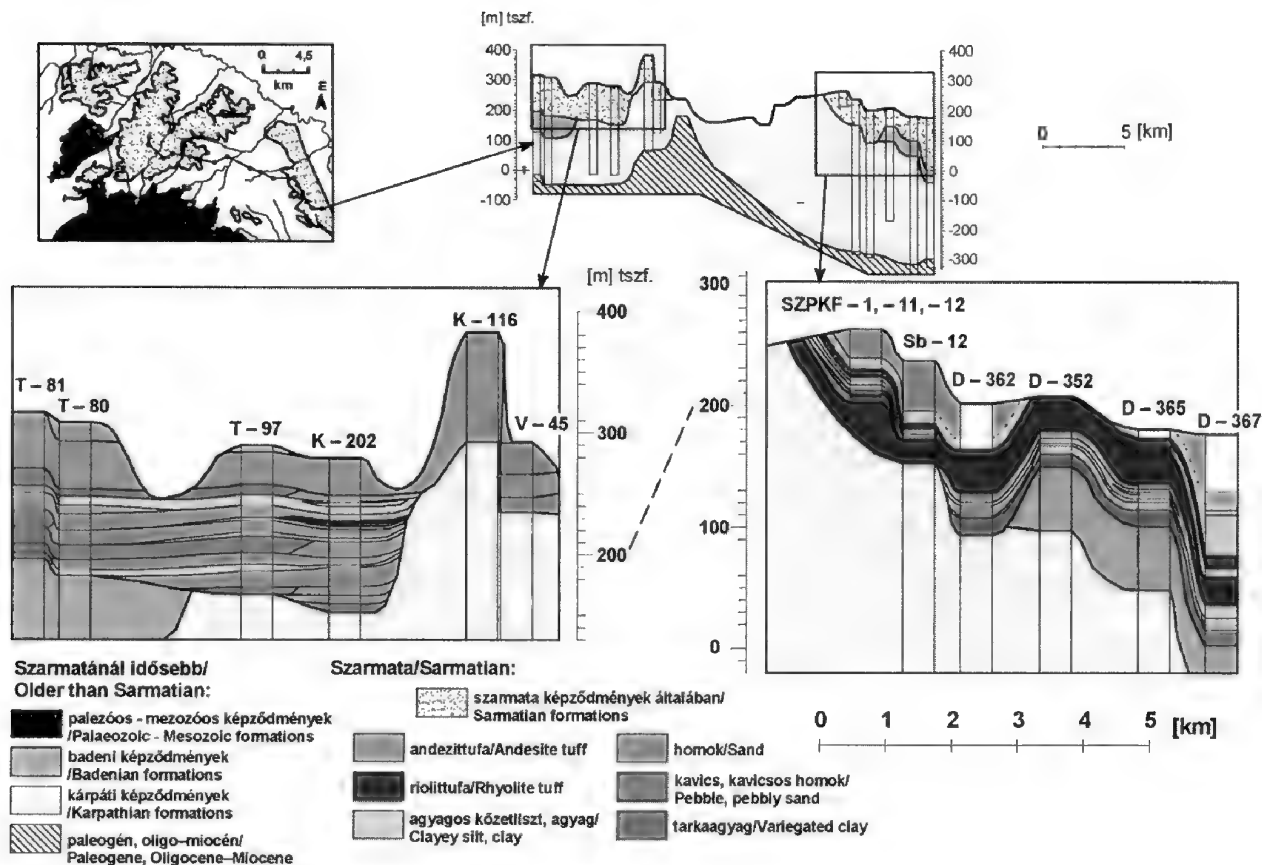 [m] tszf.
0 4,5
km
É
400
300
200
100
0
-100
400
300
200
100
0
-100
-200
-300
0 5 [km]
[m] tszf.
K – 116
T – 81
T – 80
T – 97
K – 202
V – 45
400
300
200
300
200
100
0
SZPKF – 1, – 11, – 12
Sb – 12
D – 362
D – 352
D – 365
D – 367
Szarmatánál idősebb/
Older than Sarmatian:
palezóos - mezozóos képződmények
/Palaeozoic - Mesozoic formations
badeni képződmények
/Badenian formations
kárpáti képződmények
/Karpathian formations
paleogén, oligo–miocén/
Paleogene, Oligocene–Miocene
Szarmata/Sarmatian:
szarmata képződmények általában/
Sarmatian formations
andezittufa/Andesite tuff
riolittufa/Rhyolite tuff
agyagos kőzetliszt, agyag/
Clayey silt, clay
homok/Sand
kavics, kavicsos homok/
Pebble, pebbly sand
tarkaagyag/Variegated clay
0 1 2 3 4 5 [km]